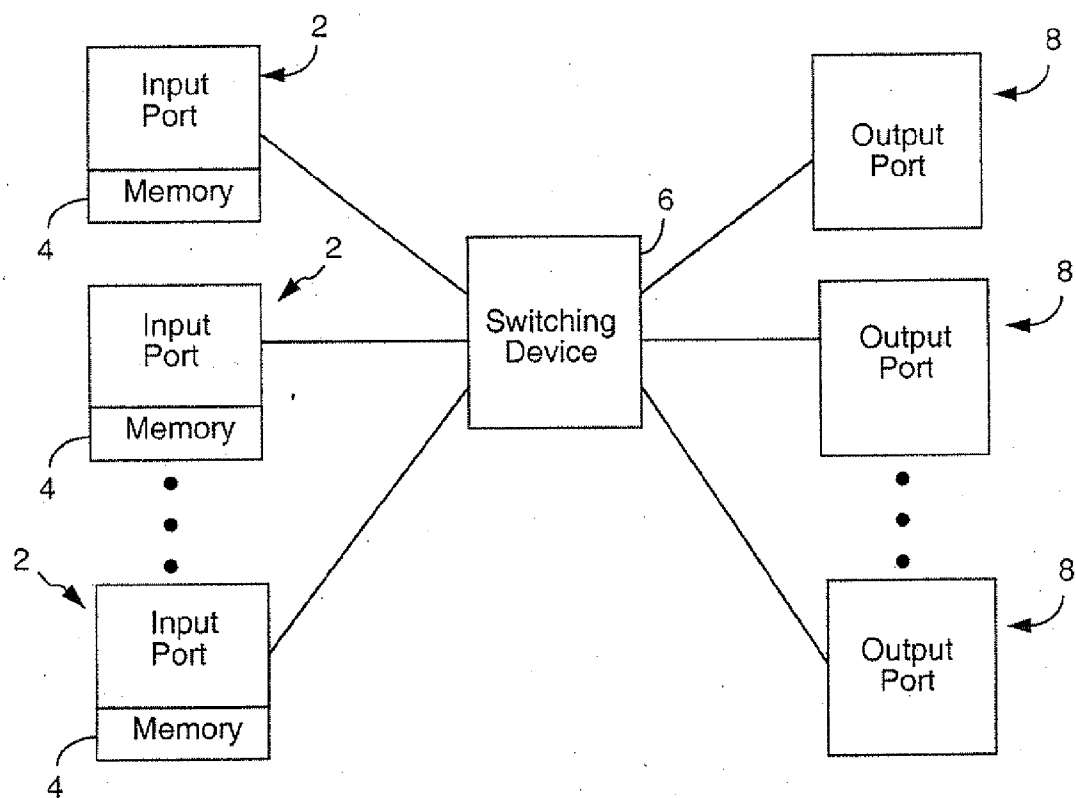 2
Input
Port
Memory
4
8
Output
Port
6
Switching
Device
2
Input
Port
Memory
4
8
Output
Port
2
Input
Port
Memory
4
8
Output
Port